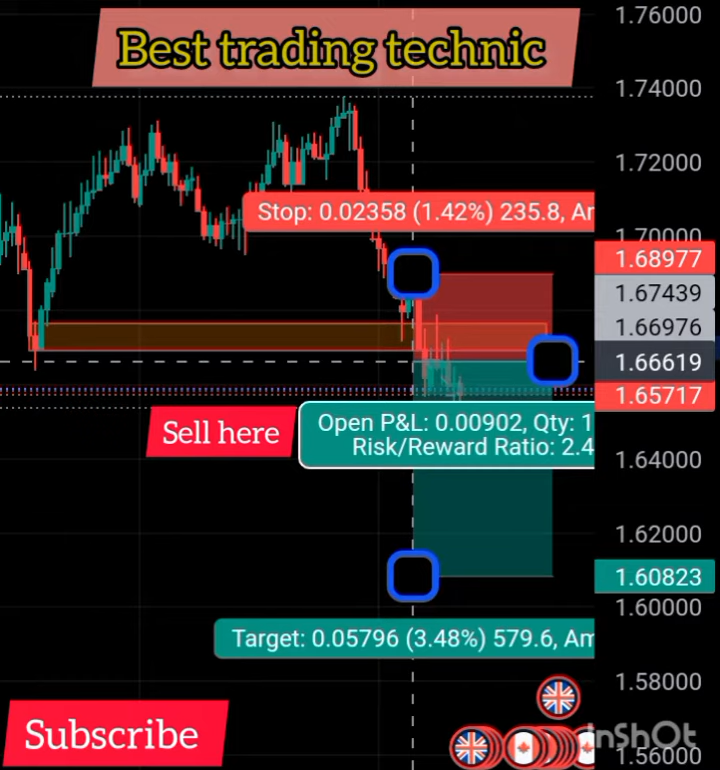 1.76000
Best trading technic
1.74000
1.72000
Stop: 0.02358 (1.42%) 235.8, Ar
1.70000
1.68977
1.67439
1.66976
1.66619
1.65717
Sell here
Open P&L: 0.00902, Qty: 1
Risk/Reward Ratio: 2.4
1.64000
1.62000
1.60823
1.60000
Target: 0.05796 (3.48%) 579.6, Am
1.58000
Subscribe
InShOt
1.56000